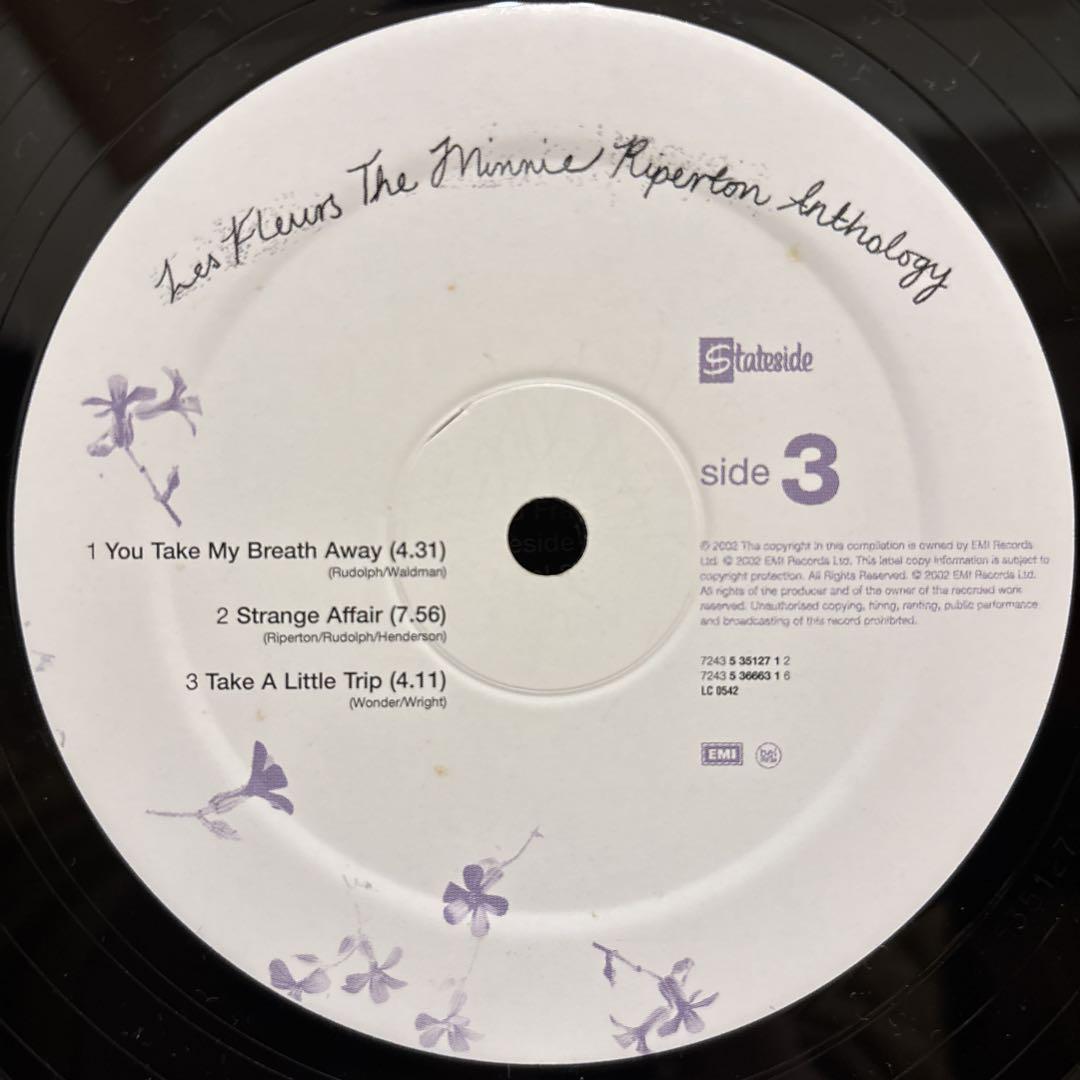 Les Fleurs The Minnie Riperton Anthology
Stateside
side 3
1 You Take My Breath Away (4.31)
(Rudolph/Waldman)
2 Strange Affair (7.56)
(Riperton/Rudolph/Henderson)
3 Take A Little Trip (4.11)
(Wonder/Wright)
℗ 2002 The copyright in this compilation is owned by EMI Records
Ltd. © 2002 EMI Records Ltd. This label copy information is subject to
copyright protection. All Rights Reserved. © 2002 EMI Records Ltd.
All rights of the producer and of the owner of the recorded work
reserved. Unauthorised copying, hiring, renting, public performance
and broadcasting of this record prohibited.
7243 5 35127 1 2
7243 5 36663 1 6
LC 0542
EMI